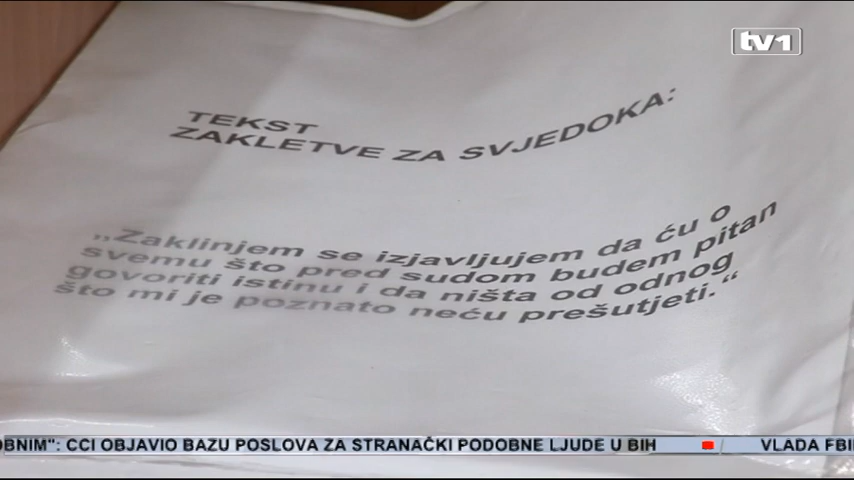 tv1
TEKST
ZAKLETVE ZA SVJEDOKA:
„Zaklinjem se izjavljujem da ću o
svemu što pred sudom budem pitan
govoriti istinu i da ništa od odnog
što mi je poznato neću prešutjeti.“
OBNIM": CCI OBJAVIO BAZU POSLOVA ZA STRANAČKI PODOBNE LJUDE U BIH VLADA FBI